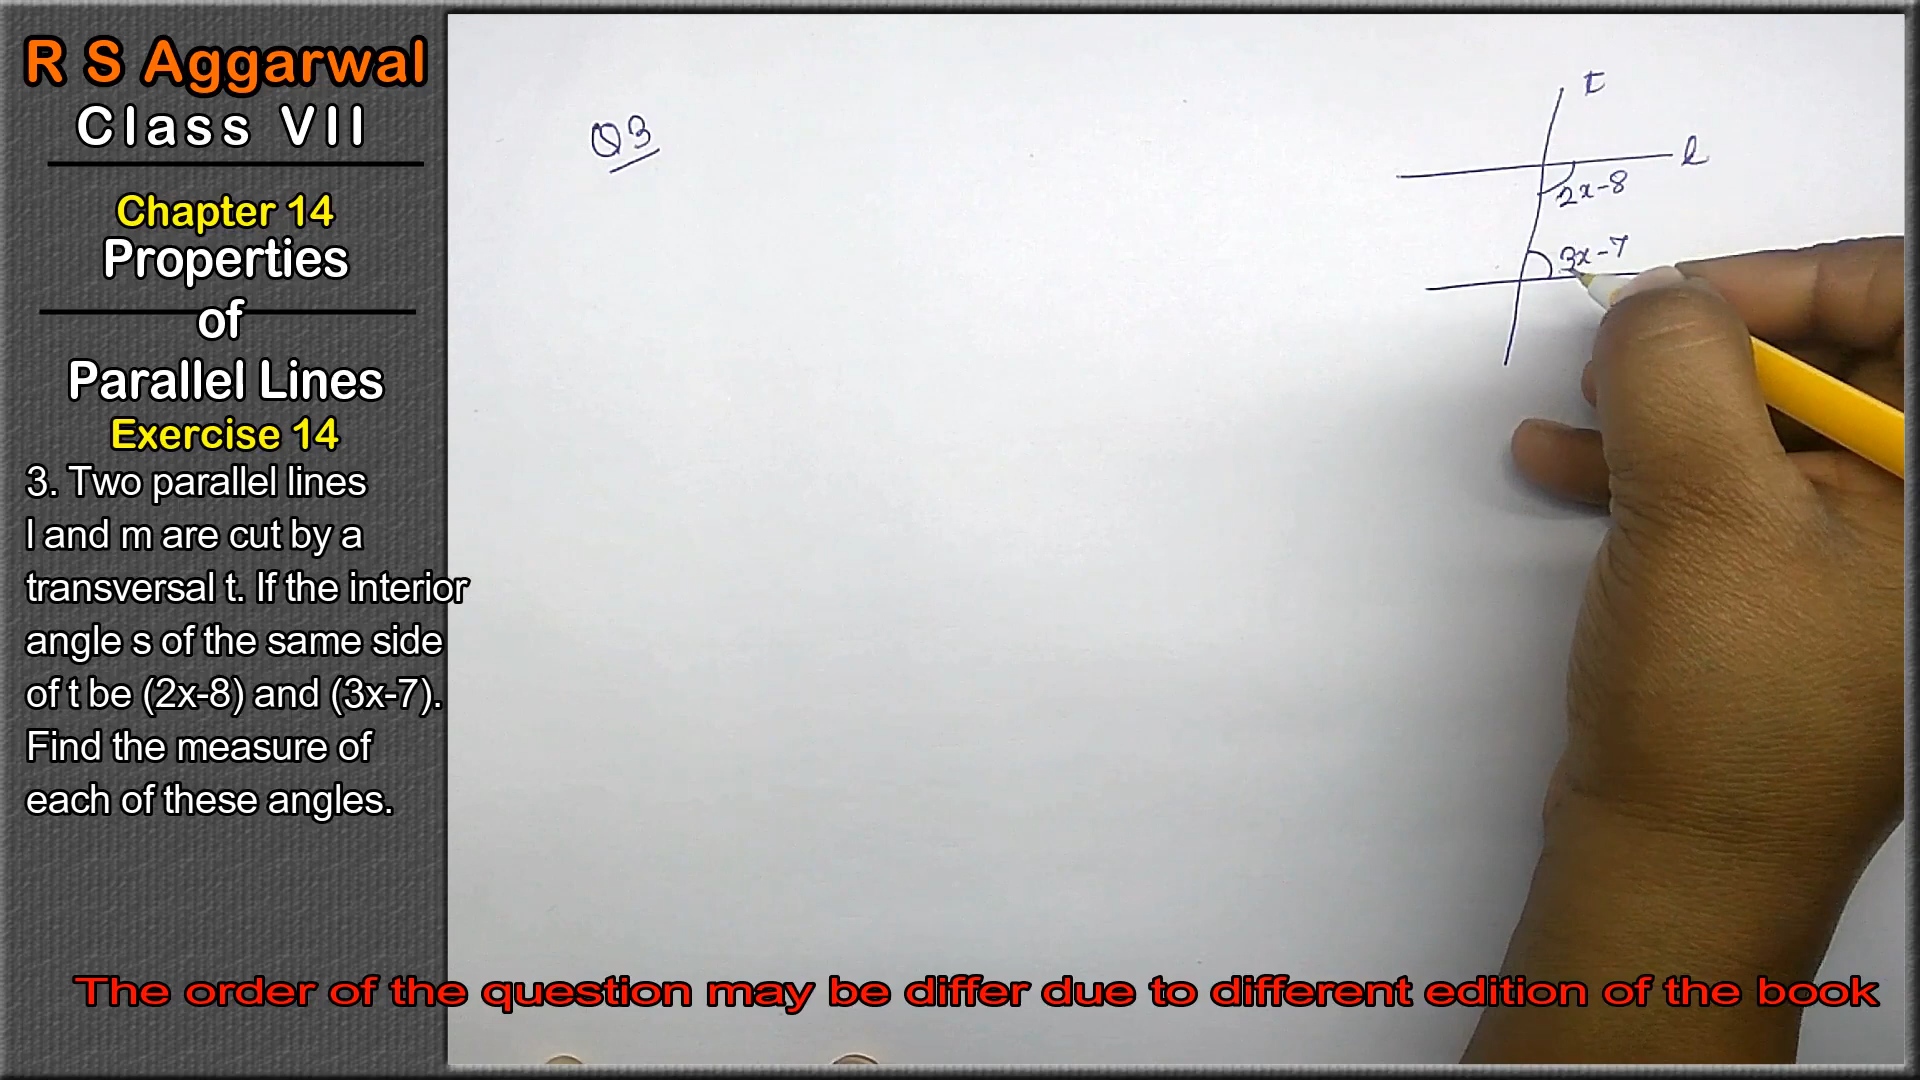 R S Aggarwal
Class VII
Chapter 14
Properties
of
Parallel Lines
Exercise 14
3. Two parallel lines
l and m are cut by a
transversal t. If the interior
angle s of the same side
of t be (2x-8) and (3x-7).
Find the measure of
each of these angles.
Q3
t
l
2x-8
3x-7
The order of the question may be differ due to different edition of the book